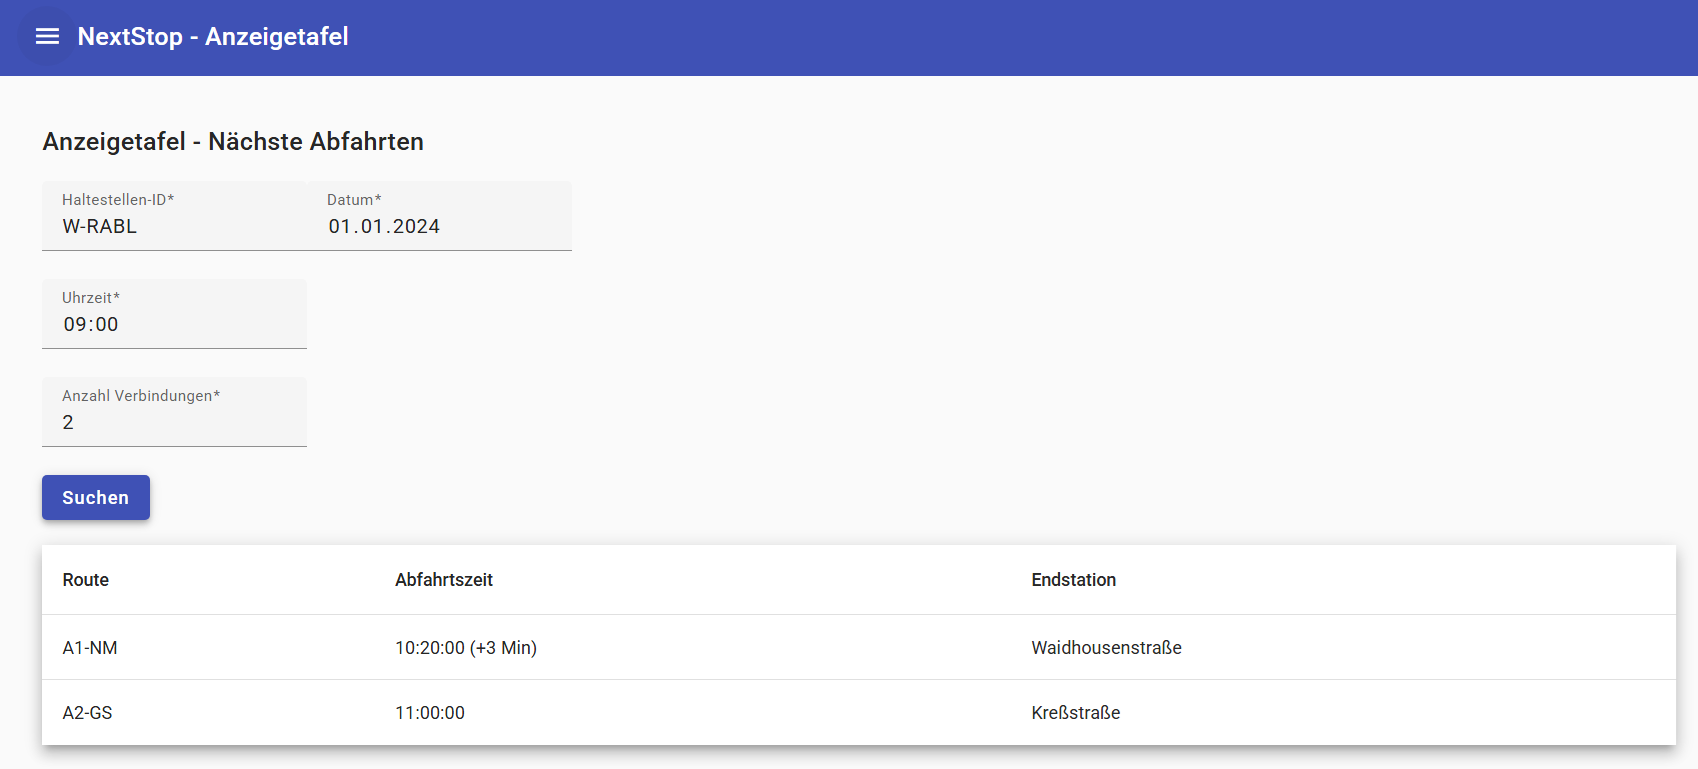 NextStop - Anzeigetafel
Anzeigetafel - Nächste Abfahrten
Haltestellen-ID* Datum*
W-RABL 01.01.2024
Uhrzeit*
09:00
Anzahl Verbindungen*
2
Suchen
Route Abfahrtszeit Endstation
A1-NM 10:20:00 (+3 Min) Waidhousenstraße
A2-GS 11:00:00 Kreßstraße